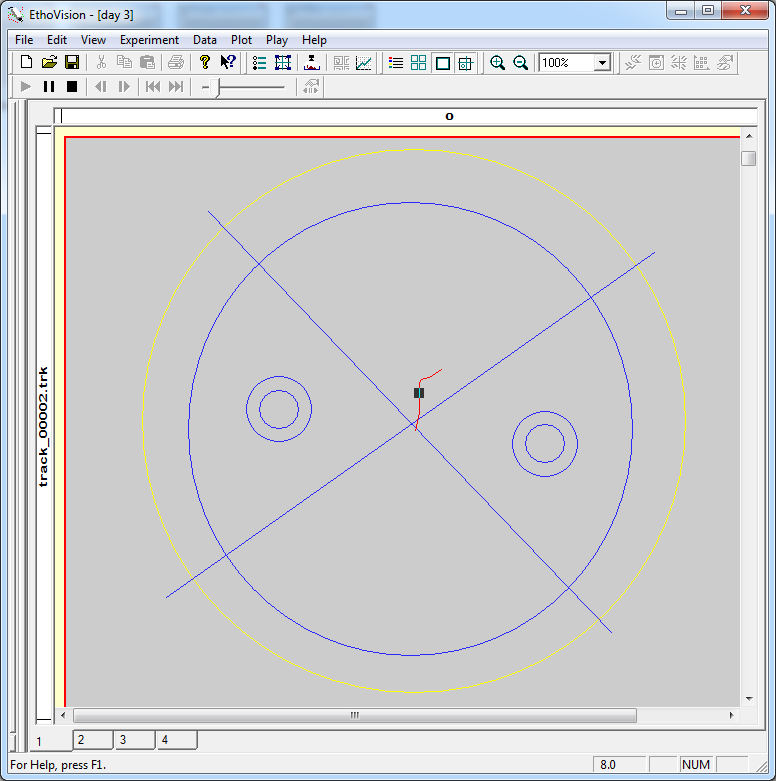 EthoVision - [day 3]
File Edit View Experiment Data Plot Play Help
100%
o
track_00002.trk
1 2 3 4
For Help, press F1.
8.0 NUM